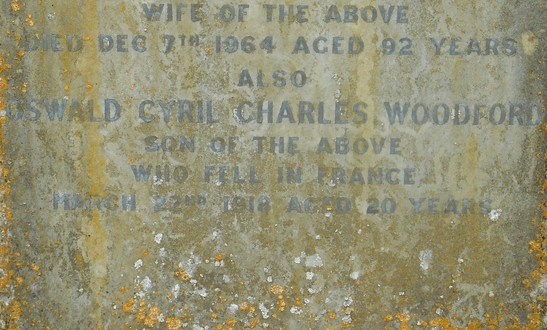 WIFE OF THE ABOVE
DIED DEC 7TH 1964 AGED 92 YEARS
ALSO
OSWALD CYRIL CHARLES WOODFORD
SON OF THE ABOVE
WHO FELL IN FRANCE
MARCH 22ND 1918 AGED 20 YEARS